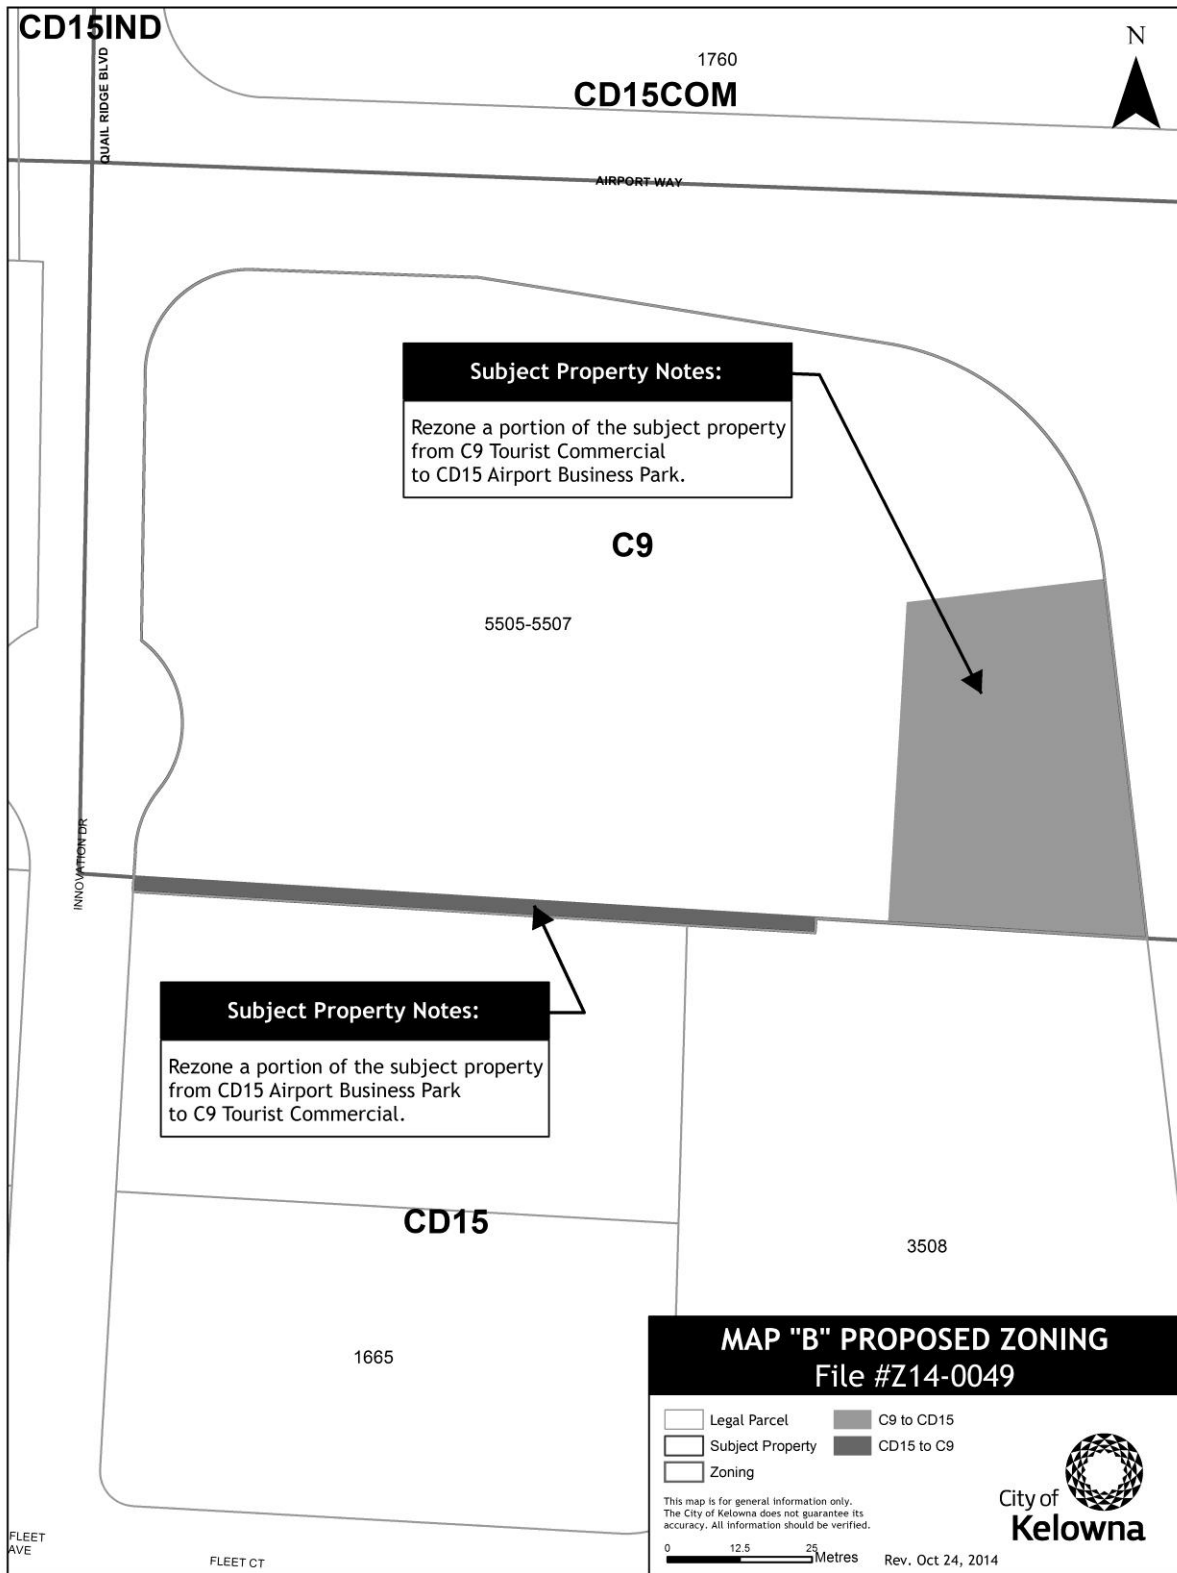 CD15IND
QUAIL RIDGE BLVD
1760
CD15COM
N
AIRPORT WAY
Subject Property Notes:
Rezone a portion of the subject property
from C9 Tourist Commercial
to CD15 Airport Business Park.
C9
5505-5507
INNOVATION DR
Subject Property Notes:
Rezone a portion of the subject property
from CD15 Airport Business Park
to C9 Tourist Commercial.
CD15
3508
1665
FLEET
AVE
FLEET CT
MAP "B" PROPOSED ZONING
File #Z14-0049
Legal Parcel
Subject Property
Zoning
C9 to CD15
CD15 to C9
This map is for general information only.
The City of Kelowna does not guarantee its
accuracy. All information should be verified.
0 12.5 25 Metres
Rev. Oct 24, 2014
City of
Kelowna